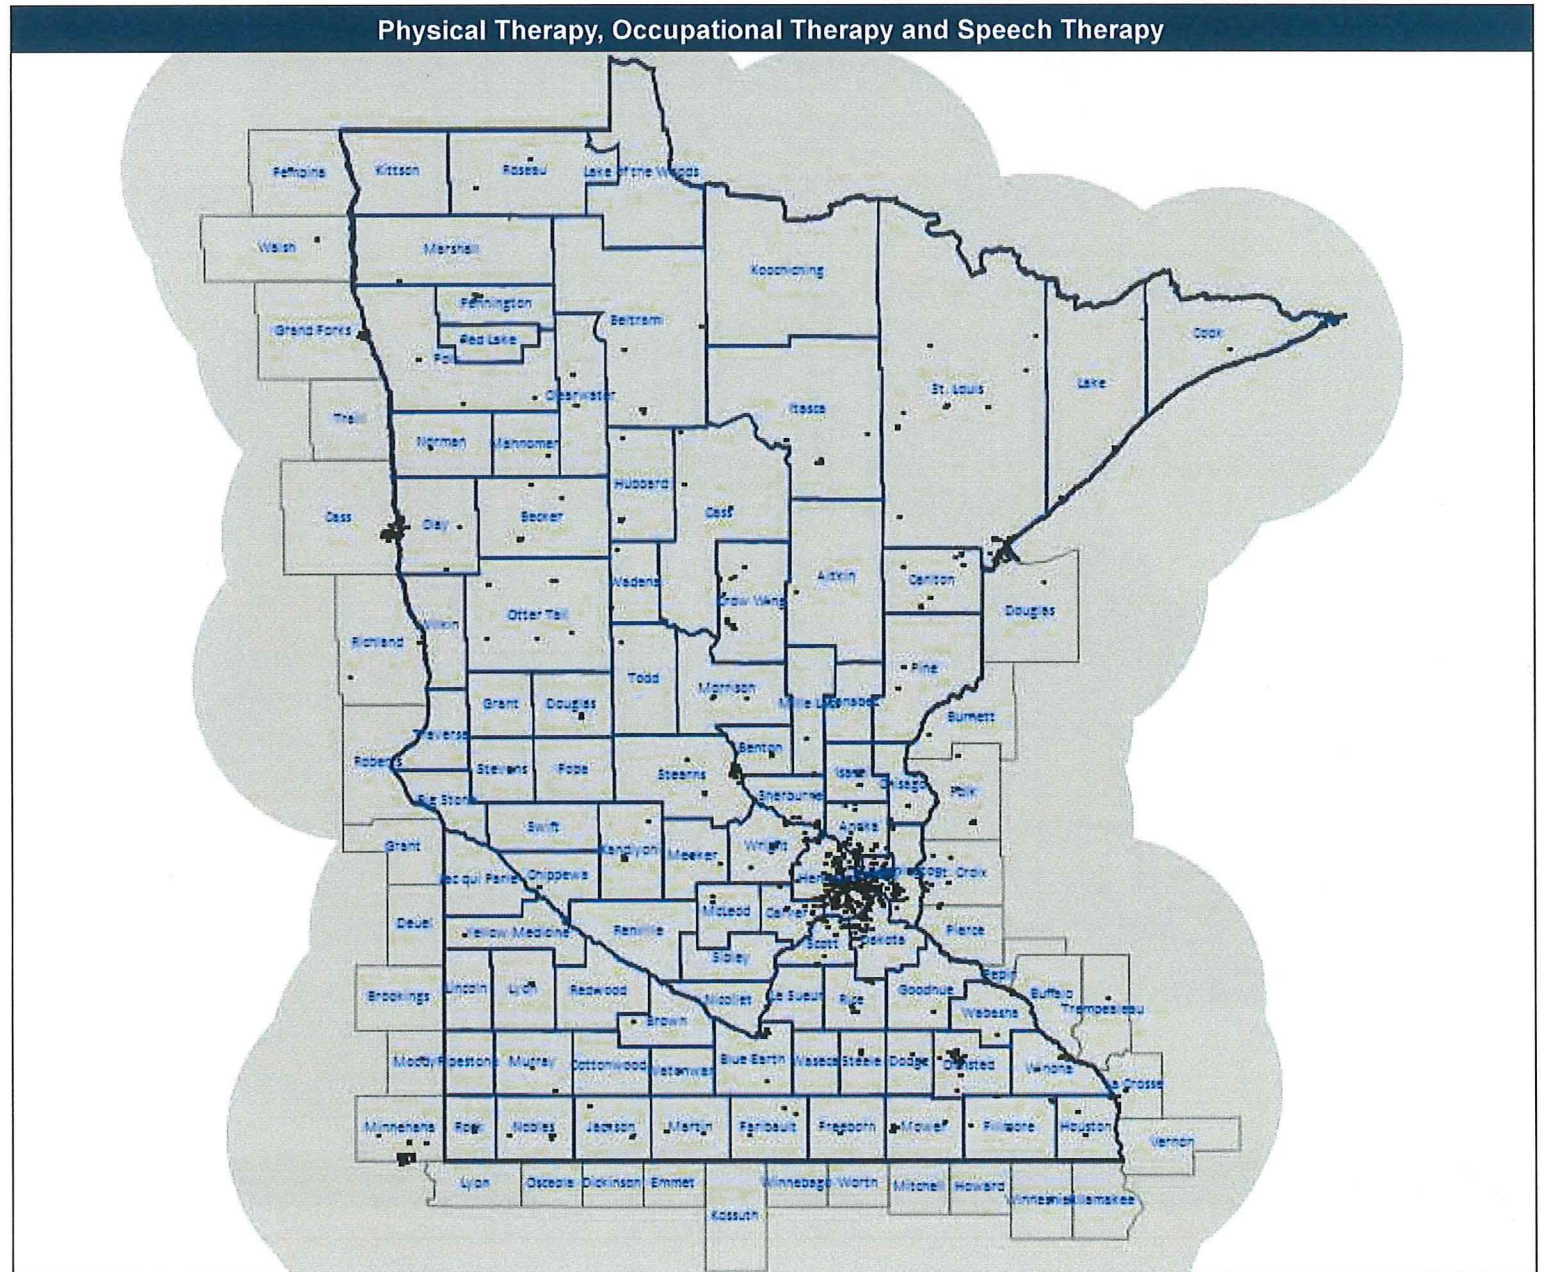 Physical Therapy, Occupational Therapy and Speech Therapy
Pembina
Kittson
Roseau
Lake of the Woods
Walsh
Marshall
Koochiching
Pennington
Beltrami
Grand Forks
Red Lake
Polk
Cook
Clearwater
St. Louis
Lake
Itasca
Traill
Norman
Mahnomen
Hubbard
Cass
Cass
Clay
Becker
Wadena
Crow Wing
Aitkin
Carlton
Douglas
Otter Tail
Wilkin
Richland
Todd
Morrison
Pine
Grant
Douglas
Mille Lacs
Kanabec
Burnett
Traverse
Roberts
Stevens
Pope
Stearns
Benton
Isanti
Chisago
Polk
Big Stone
Sherburne
Swift
Anoka
Grant
Kandiyohi
Meeker
Wright
Lac qui Parle
Chippewa
St. Croix
Deuel
McLeod
Carver
Yellow Medicine
Renville
Scott
Dakota
Pierce
Sibley
Brookings
Lincoln
Lyon
Redwood
Nicollet
Le Sueur
Rice
Goodhue
Pepin
Buffalo
Trempealeau
Wabasha
Brown
Moody
Pipestone
Murray
Cottonwood
Watonwan
Blue Earth
Waseca
Steele
Dodge
Olmsted
Winona
La Crosse
Minnehaha
Rock
Nobles
Jackson
Martin
Faribault
Freeborn
Mower
Fillmore
Houston
Vernon
Lyon
Osceola
Dickinson
Emmet
Winnebago
Worth
Mitchell
Howard
Winneshiek
Allamakee
Kossuth